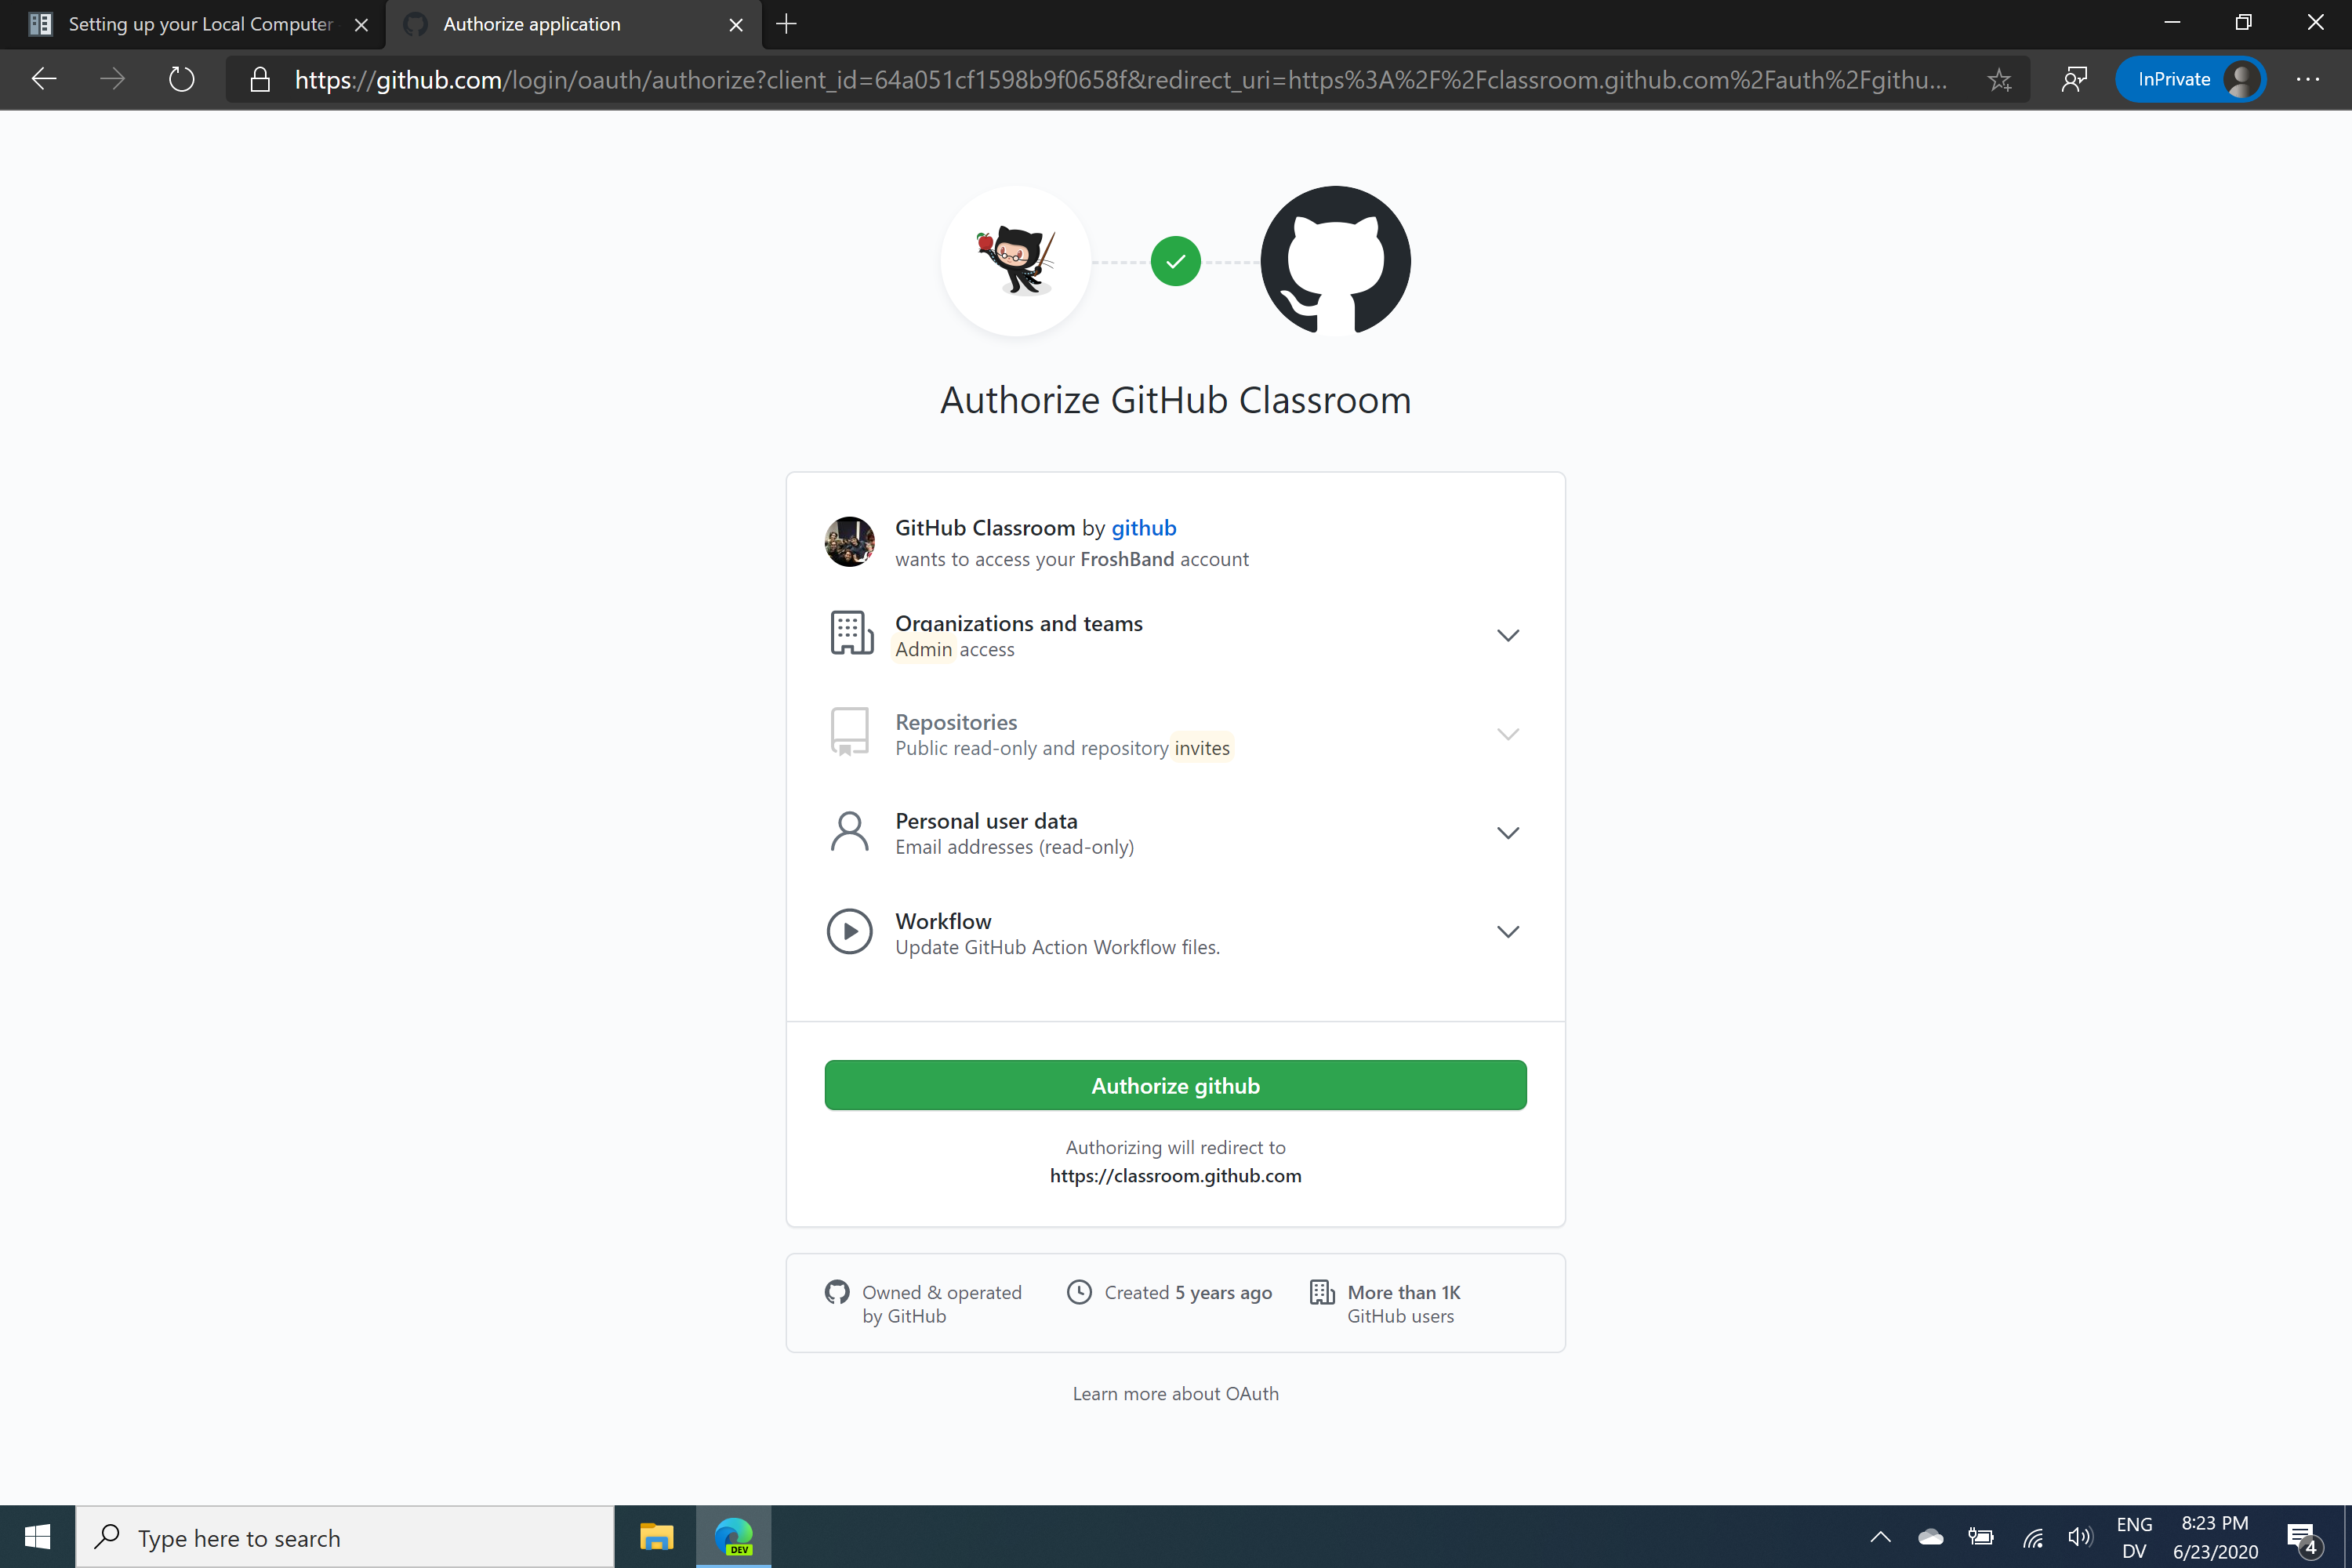 Setting up your Local Computer
Authorize application
https://github.com/login/oauth/authorize?client_id=64a051cf1598b9f0658f&redirect_uri=https%3A%2F%2Fclassroom.github.com%2Fauth%2Fgithu...
InPrivate
Authorize GitHub Classroom
GitHub Classroom by github
wants to access your FroshBand account
Organizations and teams
Admin access
Repositories
Public read-only and repository invites
Personal user data
Email addresses (read-only)
Workflow
Update GitHub Action Workflow files.
Authorize github
Authorizing will redirect to
https://classroom.github.com
Owned & operated
by GitHub
Created 5 years ago
More than 1K
GitHub users
Learn more about OAuth
Type here to search
DEV
ENG
DV
8:23 PM
6/23/2020
4